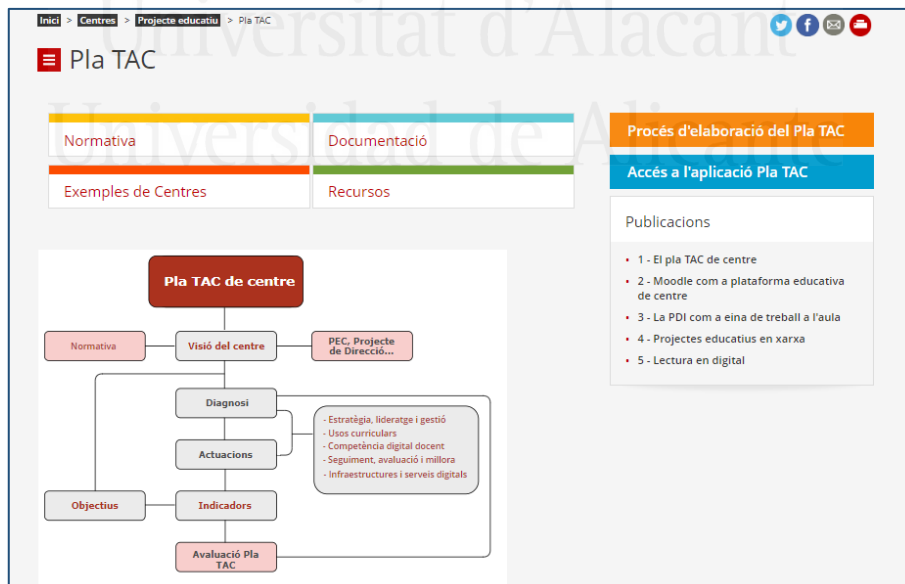 Universitat d'Alacant
Universidad de Alicante
Inici > Centres > Projecte educatiu > Pla TAC
Pla TAC
Normativa
Documentació
Exemples de Centres
Recursos
Procés d'elaboració del Pla TAC
Accés a l'aplicació Pla TAC
Publicacions
1 - El pla TAC de centre
2 - Moodle com a plataforma educativa
de centre
3 - La PDI com a eina de treball a l'aula
4 - Projectes educatius en xarxa
5 - Lectura en digital
Pla TAC de centre
Normativa
Visió del centre
PEC, Projecte
de Direcció...
Diagnosi
- Estratègia, lideratge i gestió
- Usos curriculars
- Competència digital docent
- Seguiment, avaluació i millora
- Infraestructures i serveis digitals
Actuacions
Objectius
Indicadors
Avaluació Pla
TAC